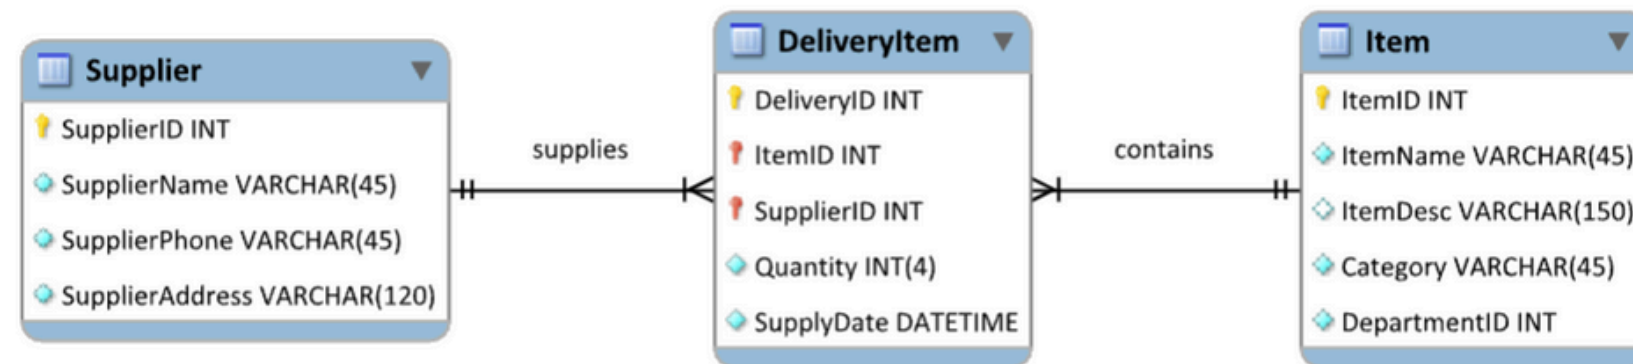 Supplier
SupplierID INT
SupplierName VARCHAR(45)
SupplierPhone VARCHAR(45)
SupplierAddress VARCHAR(120)
supplies
DeliveryItem
DeliveryID INT
ItemID INT
SupplierID INT
Quantity INT(4)
SupplyDate DATETIME
contains
Item
ItemID INT
ItemName VARCHAR(45)
ItemDesc VARCHAR(150)
Category VARCHAR(45)
DepartmentID INT